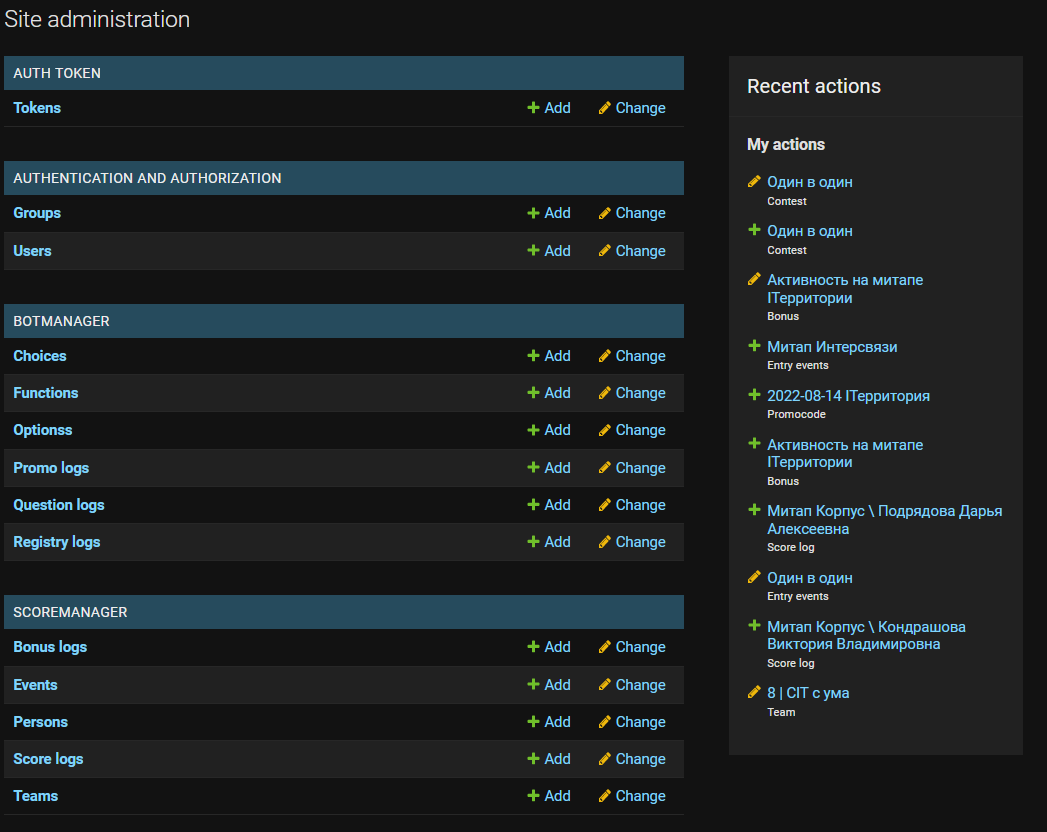 Site administration
AUTH TOKEN
Tokens Add Change
AUTHENTICATION AND AUTHORIZATION
Groups Add Change
Users Add Change
BOTMANAGER
Choices Add Change
Functions Add Change
Optionss Add Change
Promo logs Add Change
Question logs Add Change
Registry logs Add Change
SCOREMANAGER
Bonus logs Add Change
Events Add Change
Persons Add Change
Score logs Add Change
Teams Add Change
Recent actions
My actions
Один в один
Contest
Один в один
Contest
Активность на митапе
ITерритории
Bonus
Митап Интерсвязи
Entry events
2022-08-14 ITерритория
Promocode
Активность на митапе
ITерритории
Bonus
Митап Корпус \ Подрядова Дарья
Алексеевна
Score log
Один в один
Entry events
Митап Корпус \ Кондрашова
Виктория Владимировна
Score log
8 | CIT с ума
Team